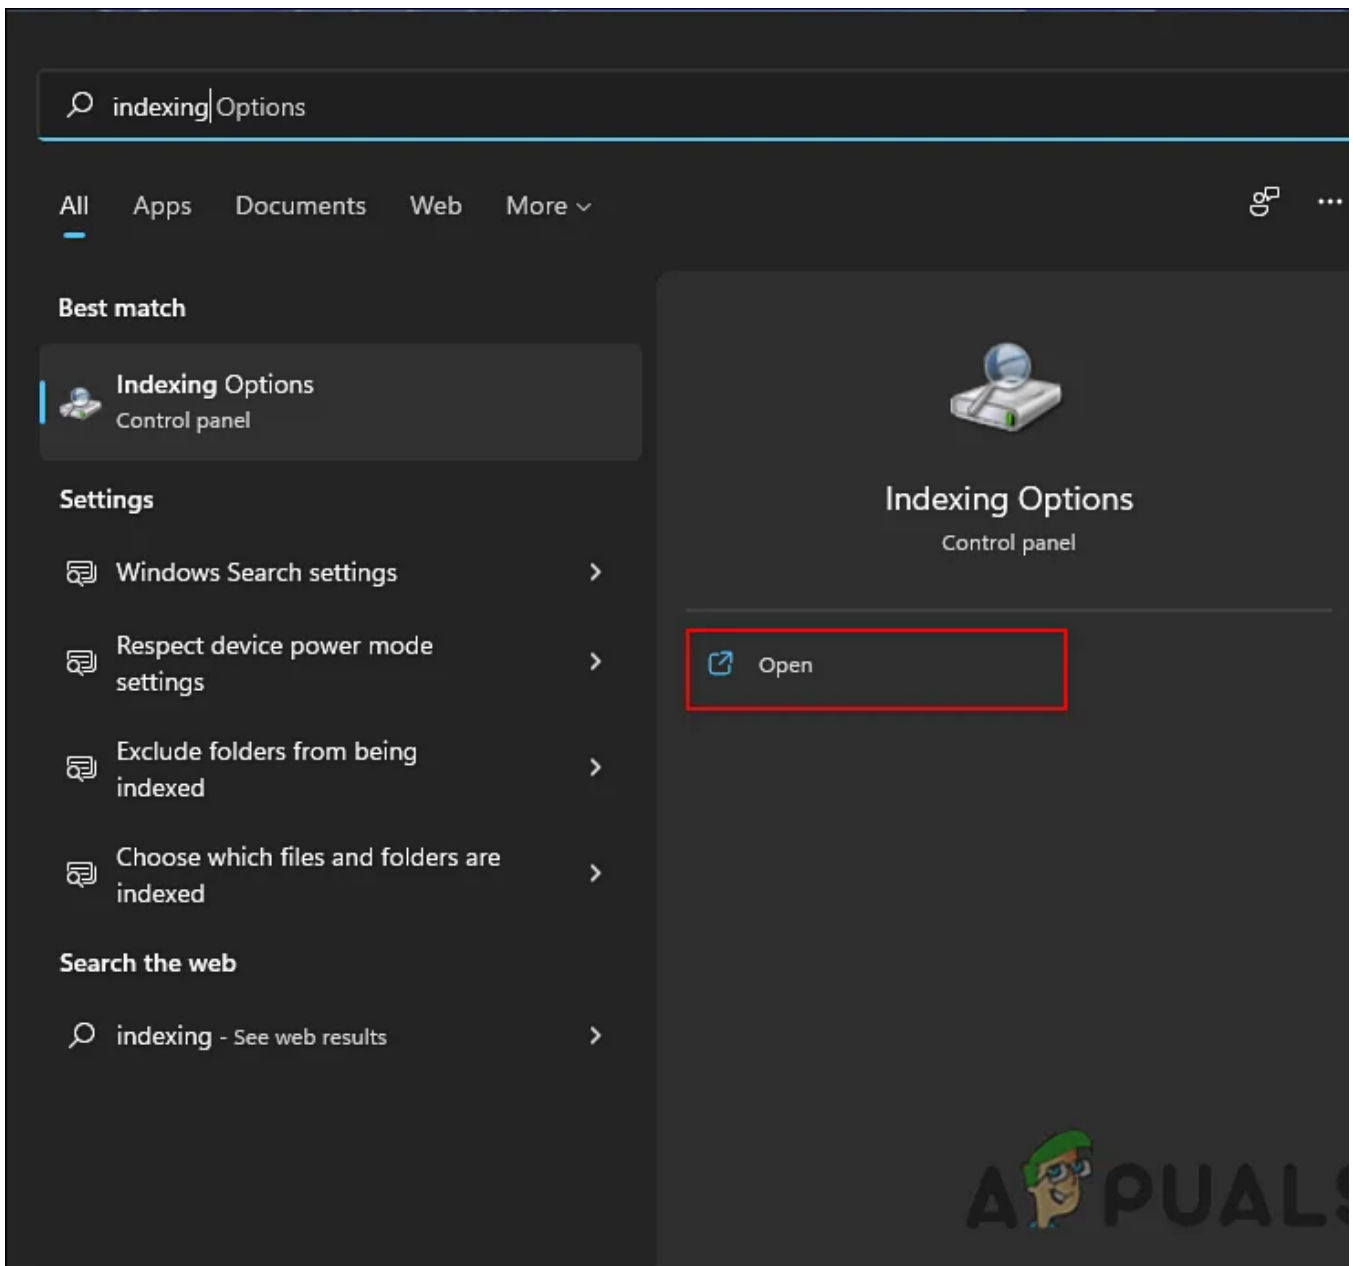 indexing Options
All Apps Documents Web More
Best match
Indexing Options
Control panel
Settings
Windows Search settings
Respect device power mode
settings
Exclude folders from being
indexed
Choose which files and folders are
indexed
Search the web
indexing - See web results
Indexing Options
Control panel
Open
APPUALS